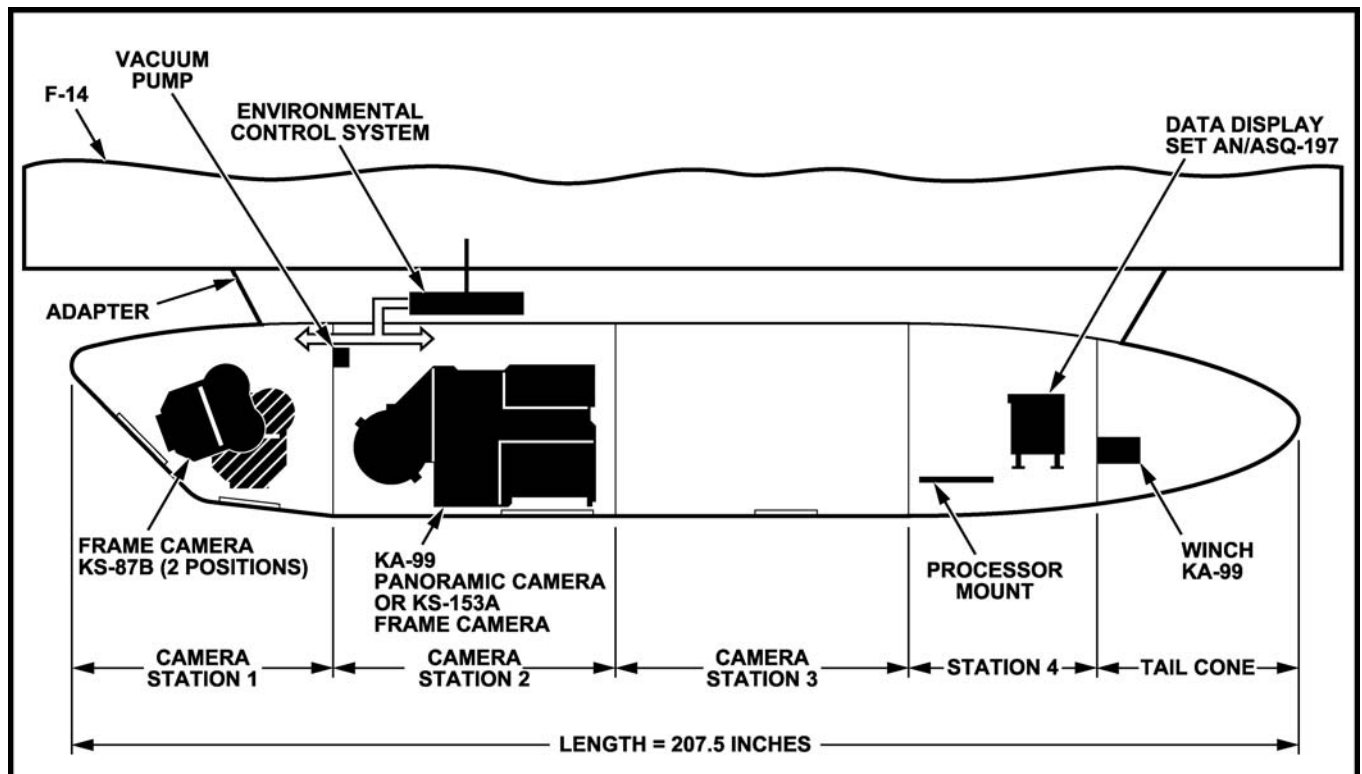 VACUUM
PUMP
F-14
ENVIRONMENTAL
CONTROL SYSTEM
DATA DISPLAY
SET AN/ASQ-197
ADAPTER
FRAME CAMERA
KS-87B (2 POSITIONS)
KA-99
PANORAMIC CAMERA
OR KS-153A
FRAME CAMERA
PROCESSOR
MOUNT
WINCH
KA-99
CAMERA
STATION 1
CAMERA
STATION 2
CAMERA
STATION 3
STATION 4
TAIL CONE
LENGTH = 207.5 INCHES